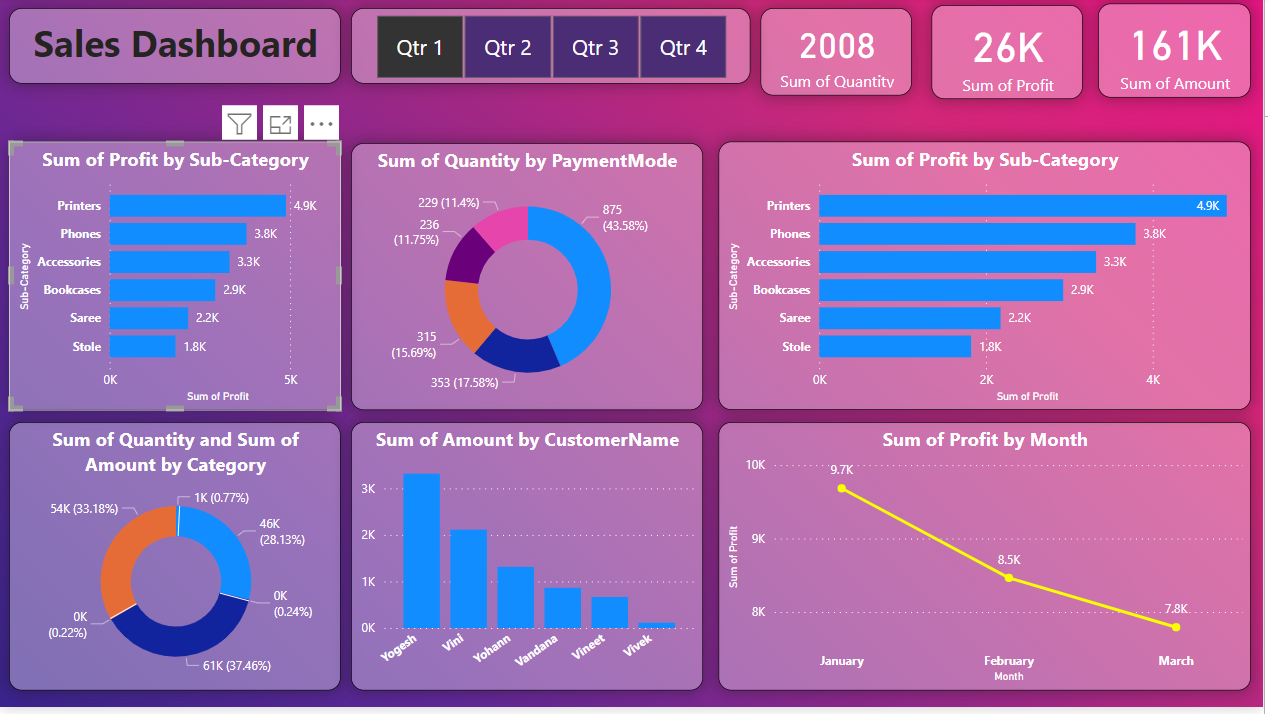 Sales Dashboard
Qtr 1
Qtr 2
Qtr 3
Qtr 4
2008
Sum of Quantity
26K
Sum of Profit
161K
Sum of Amount
Sum of Profit by Sub-Category
Sub-Category
Printers
4.9K
Phones
3.8K
Accessories
3.3K
Bookcases
2.9K
Saree
2.2K
Stole
1.8K
0K
5K
Sum of Profit
Sum of Quantity by PaymentMode
229 (11.4%)
875
(43.58%)
236
(11.75%)
315
(15.69%)
353 (17.58%)
Sum of Profit by Sub-Category
Sub-Category
Printers
4.9K
Phones
3.8K
Accessories
3.3K
Bookcases
2.9K
Saree
2.2K
Stole
1.8K
0K
2K
4K
Sum of Profit
Sum of Quantity and Sum of
Amount by Category
1K (0.77%)
54K (33.18%)
46K
(28.13%)
0K
(0.24%)
0K
(0.22%)
61K (37.46%)
Sum of Amount by CustomerName
3K
2K
1K
0K
Yogesh
Vini
Yohann
Vandana
Vineet
Vivek
Sum of Profit by Month
Sum of Profit
10K
9K
8K
9.7K
8.5K
7.8K
January
February
March
Month